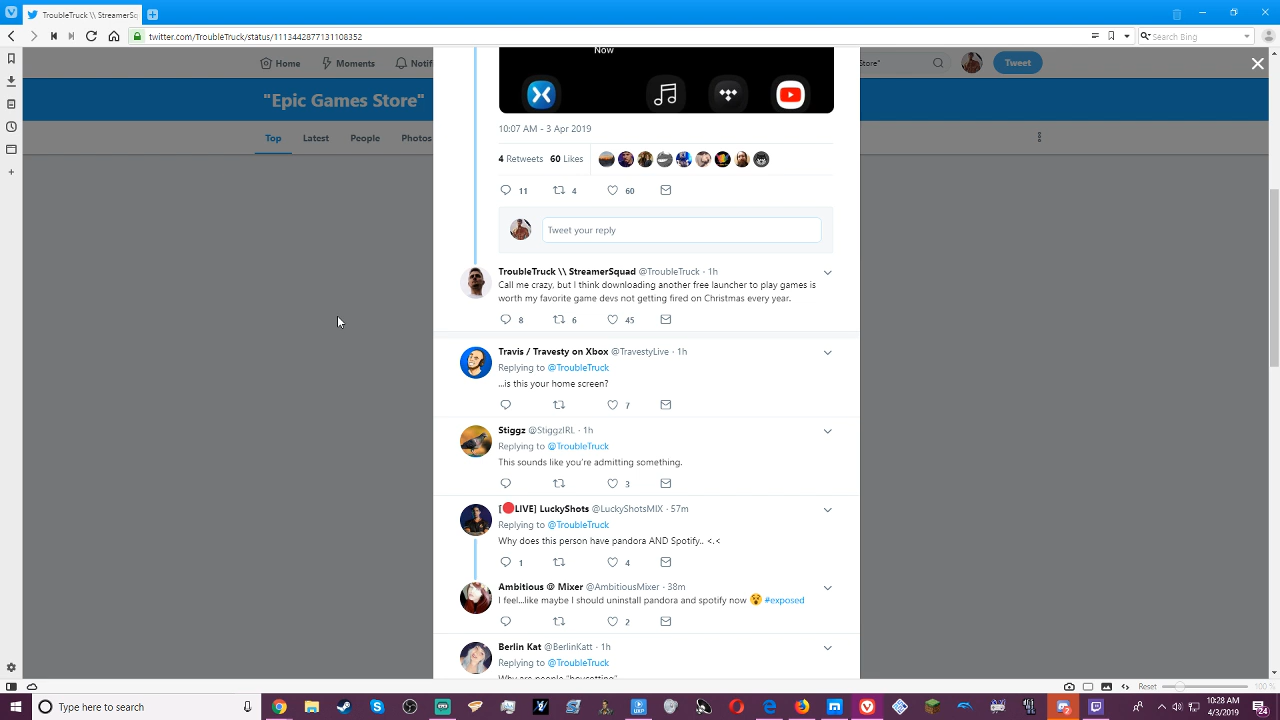 TroubleTruck \\ StreamerSq
twitter.com/TroubleTruck/status/1113442877131108352
Search Bing
Home
Moments
Notif
Store"
Tweet
"Epic Games Store"
Top
Latest
People
Photos
Now
10:07 AM - 3 Apr 2019
4 Retweets 60 Likes
11 4 60
Tweet your reply
TroubleTruck \\ StreamerSquad @TroubleTruck · 1h
Call me crazy, but I think downloading another free launcher to play games is
worth my favorite game devs not getting fired on Christmas every year.
8 6 45
Travis / Travesty on Xbox @TravestyLive · 1h
Replying to @TroubleTruck
...is this your home screen?
7
Stiggz @StiggzIRL · 1h
Replying to @TroubleTruck
This sounds like you're admitting something.
3
[🔴LIVE] LuckyShots @LuckyShotsMIX · 57m
Replying to @TroubleTruck
Why does this person have pandora AND Spotify.. <.<
1 4
Ambitious @ Mixer @AmbitiousMixer · 38m
I feel...like maybe I should uninstall pandora and spotify now 😵 #exposed
2
Berlin Kat @BerlinKatt · 1h
Replying to @TroubleTruck
Why are people "boycotting"
Reset
100 %
Type here to search
10:28 AM
4/3/2019